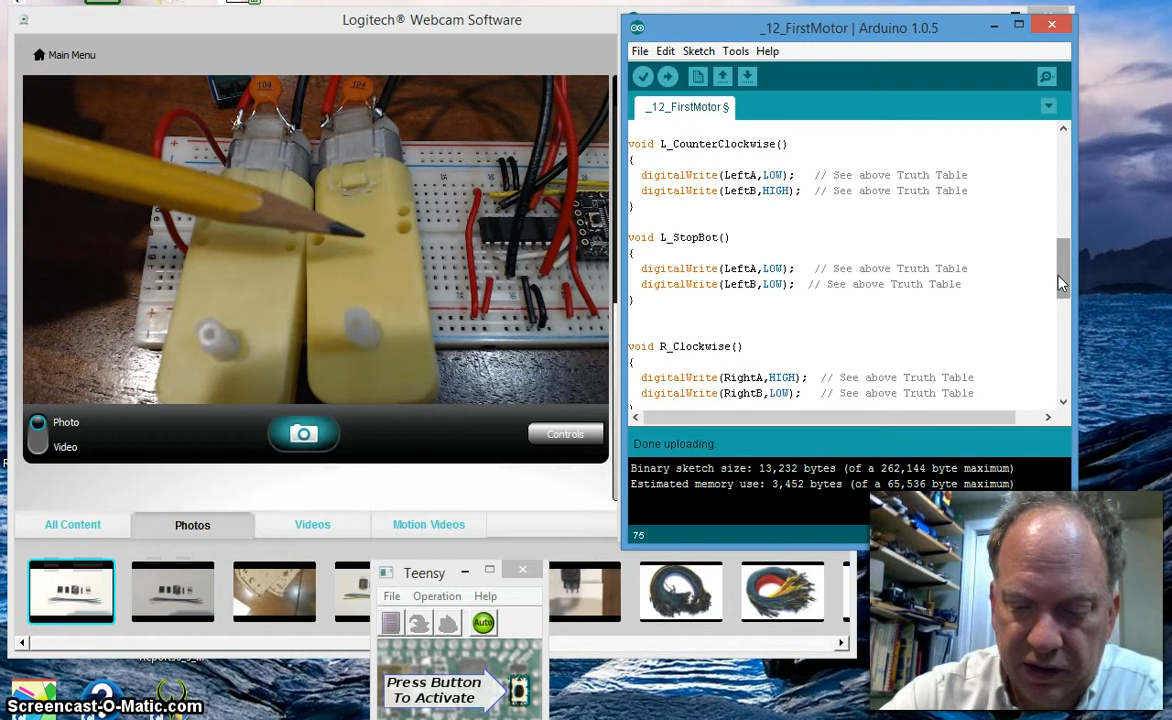 Logitech® Webcam Software
Main Menu
104
104
Photo
Video
Controls
All Content
Photos
Videos
Motion Videos
_12_FirstMotor | Arduino 1.0.5
File Edit Sketch Tools Help
_12_FirstMotor §
void L_CounterClockwise()
{
digitalWrite(LeftA,LOW);   // See above Truth Table
digitalWrite(LeftB,HIGH);   // See above Truth Table
}
void L_StopBot()
{
digitalWrite(LeftA,LOW);   // See above Truth Table
digitalWrite(LeftB,LOW);  // See above Truth Table
}
void R_Clockwise()
{
digitalWrite(RightA,HIGH);  // See above Truth Table
digitalWrite(RightB,LOW);   // See above Truth Table
Done uploading.
Binary sketch size: 13,232 bytes (of a 262,144 byte maximum)
Estimated memory use: 3,452 bytes (of a 65,536 byte maximum)
75
Teensy
File Operation Help
Auto
Press Button
To Activate
Screencast-O-Matic.com